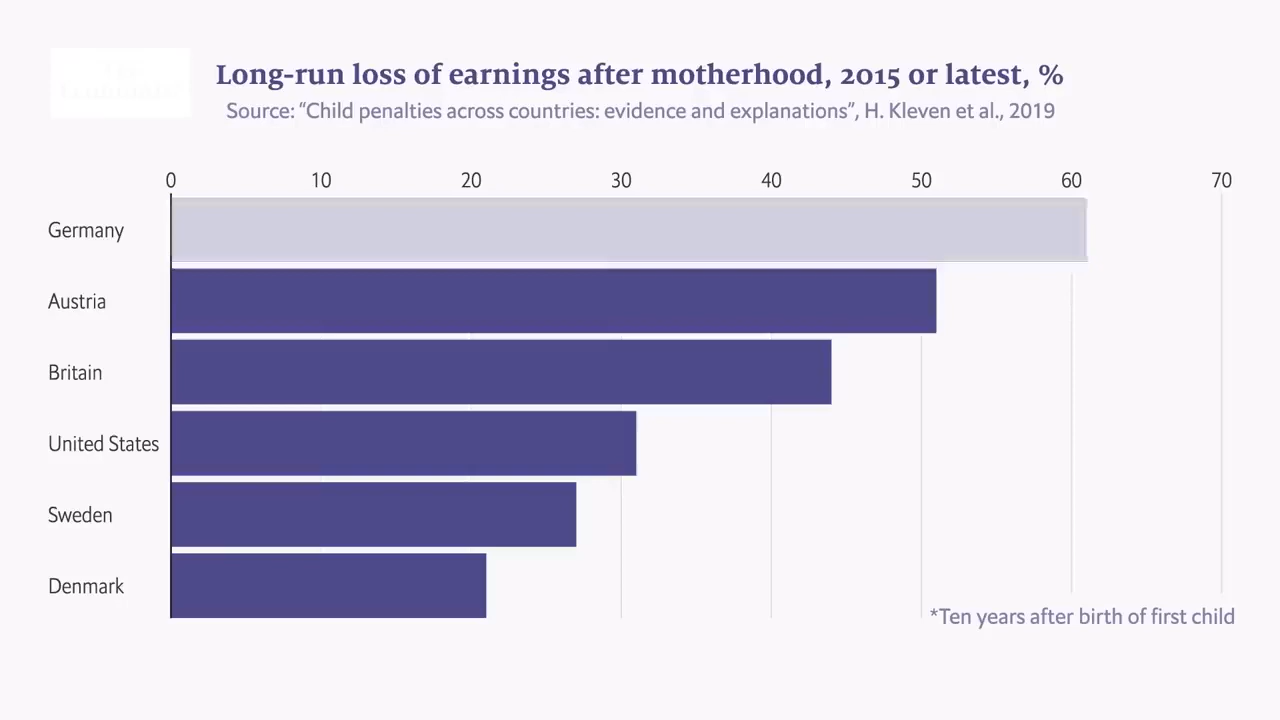 Long-run loss of earnings after motherhood, 2015 or latest, %
Source: “Child penalties across countries: evidence and explanations”, H. Kleven et al., 2019
0 10 20 30 40 50 60 70
Germany
Austria
Britain
United States
Sweden
Denmark
*Ten years after birth of first child